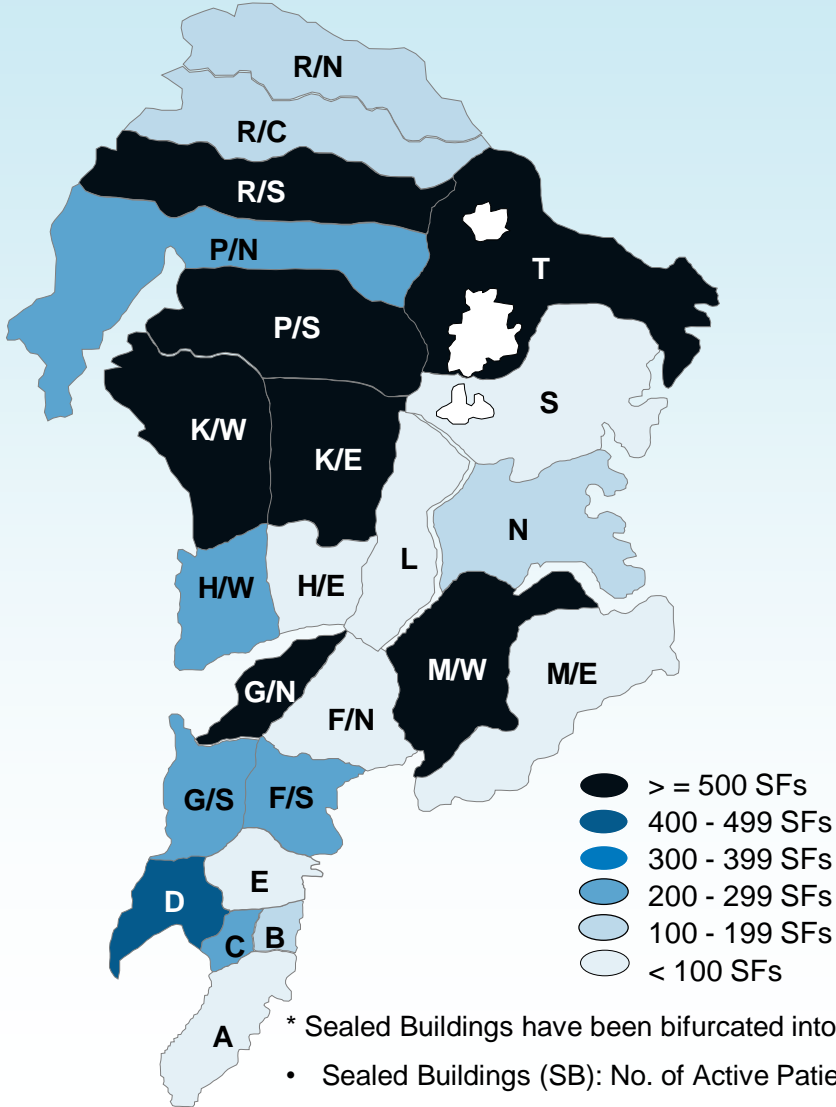 R/N
R/C
R/S
P/N
T
P/S
S
K/W
K/E
N
L
H/W
H/E
M/W
M/E
G/N
F/N
G/S
F/S
E
D
C
B
A
> = 500 SFs
400 - 499 SFs
300 - 399 SFs
200 - 299 SFs
100 - 199 SFs
< 100 SFs
* Sealed Buildings have been bifurcated into
• Sealed Buildings (SB): No. of Active Patie